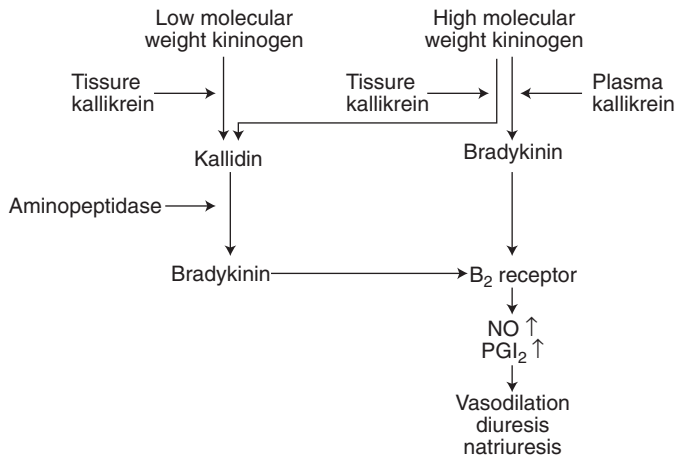 Low molecular
weight kininogen
High molecular
weight kininogen
Tissure
kallikrein
Tissure
kallikrein
Plasma
kallikrein
Kallidin
Bradykinin
Aminopeptidase
Bradykinin
B₂ receptor
NO ↑
PGI₂ ↑
Vasodilation
diuresis
natriuresis